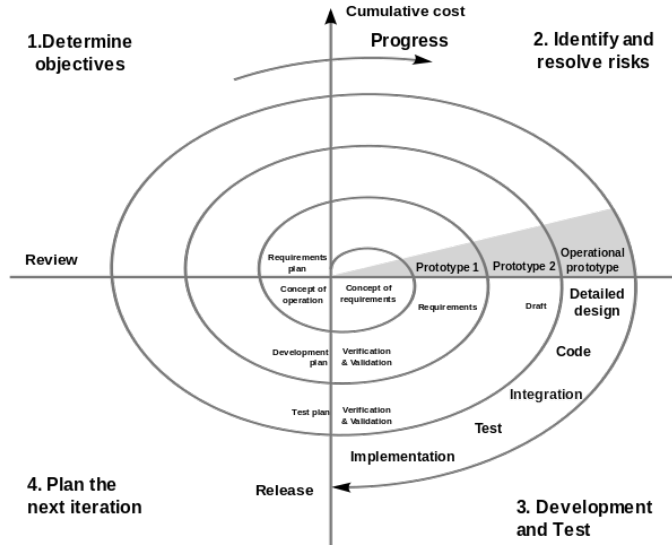 Cumulative cost
1.Determine
objectives
Progress
2. Identify and
resolve risks
Review
Requirements
plan
Prototype 1
Prototype 2
Operational
prototype
Concept of
operation
Concept of
requirements
Requirements
Draft
Detailed
design
Code
Development
plan
Verification
& Validation
Integration
Test plan
Verification
& Validation
Test
Implementation
4. Plan the
next iteration
Release
3. Development
and Test